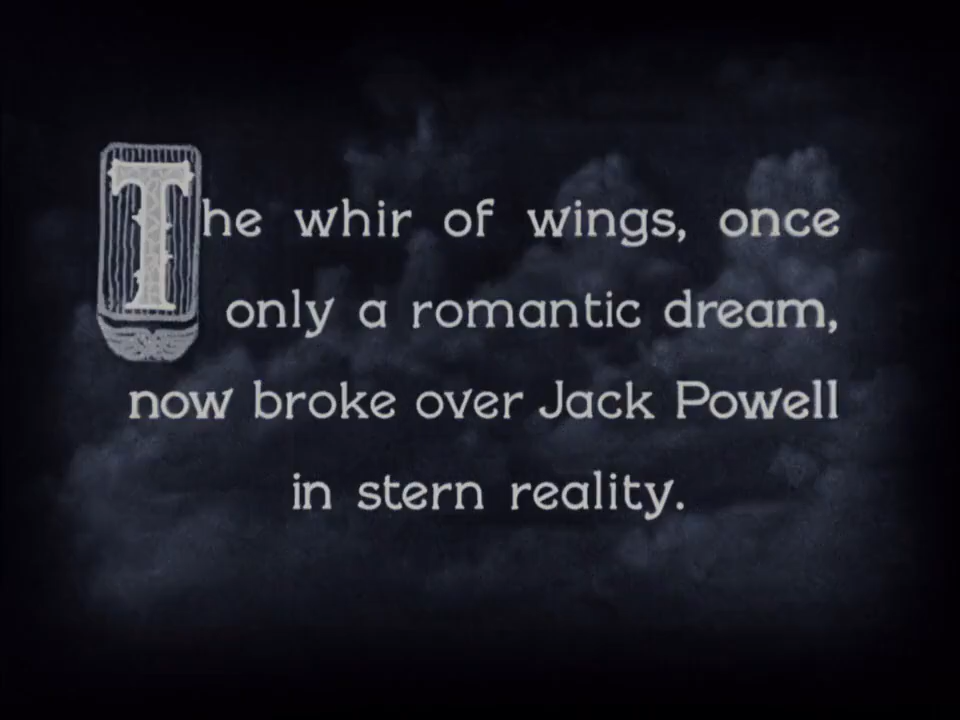 The whir of wings, once
only a romantic dream,
now broke over Jack Powell
in stern reality.